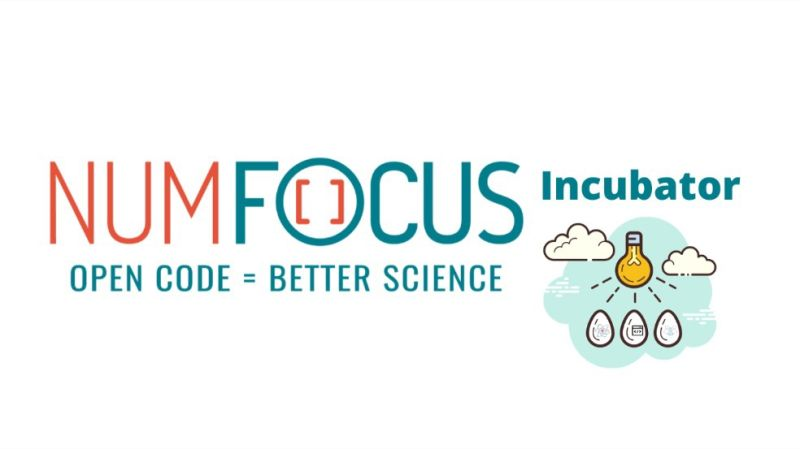 NUMFOCUS
OPEN CODE = BETTER SCIENCE
Incubator